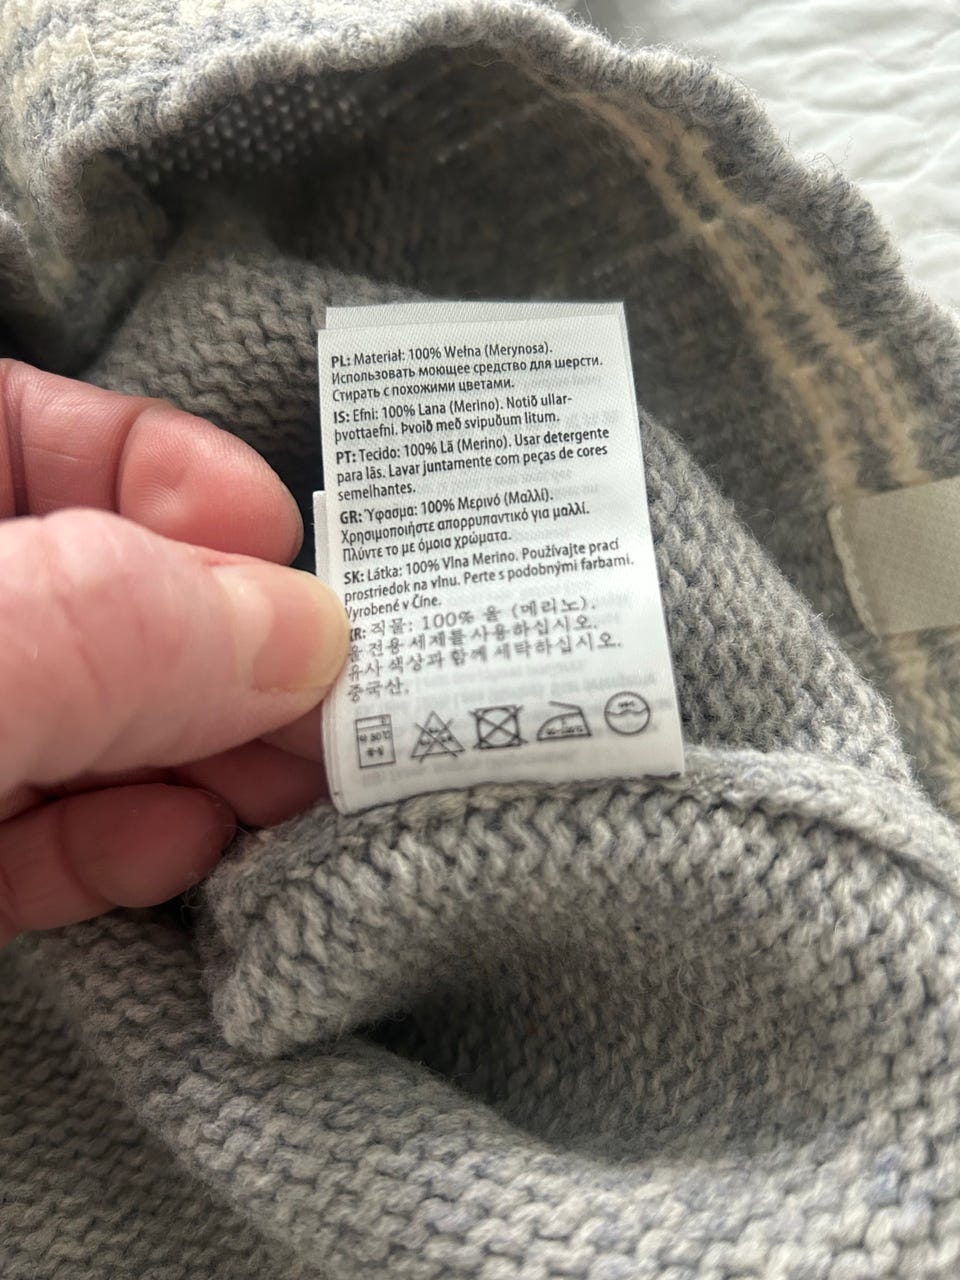 PL: Materiał: 100% Wełna (Merynosa).
Использовать моющее средство для шерсти.
Стирать с похожими цветами.
IS: Efni: 100% Lana (Merino). Notið ullar-
þvottaefni. Þvoið með svipuðum litum.
PT: Tecido: 100% Lã (Merino). Usar detergente
para lãs. Lavar juntamente com peças de cores
semelhantes.
GR: Ύφασμα: 100% Μερινό (Μαλλί).
Χρησιμοποιήστε απορρυπαντικό για μαλλί.
Πλύντε το με όμοια χρώματα.
SK: Látka: 100% Vlna Merino. Používajte prací
prostriedok na vlnu. Perte s podobnými farbami.
Vyrobené v Číne.
KR: 직물: 100% 울 (메리노).
울 전용 세제를 사용하십시오.
유사 색상과 함께 세탁하십시오.
중국산.